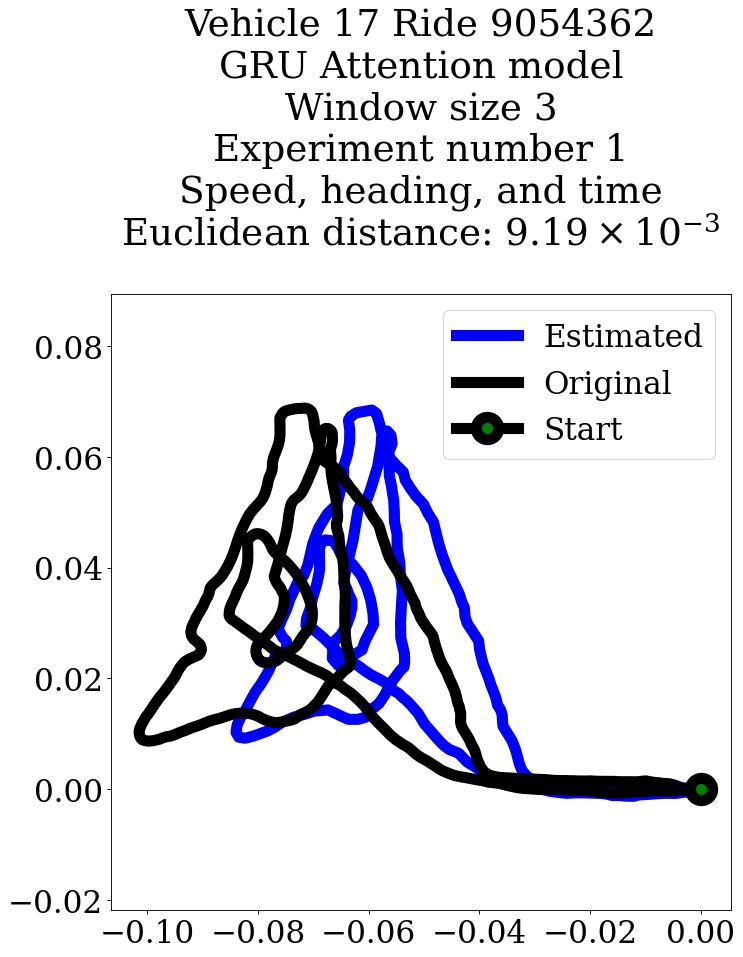 Vehicle 17 Ride 9054362
GRU Attention model
Window size 3
Experiment number 1
Speed, heading, and time
Euclidean distance: 9.19 × 10⁻³
Estimated
Original
Start
0.08
0.06
0.04
0.02
0.00
−0.02
−0.10 −0.08 −0.06 −0.04 −0.02 0.00